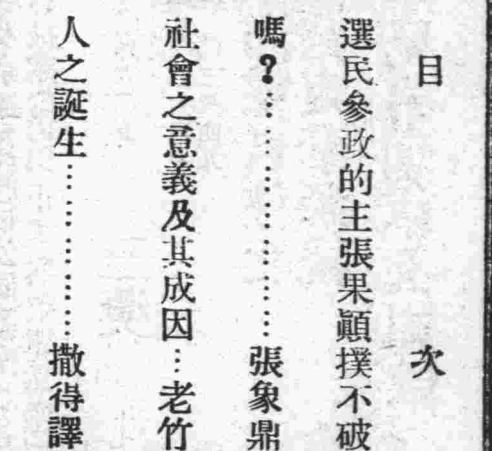 目次
選民參政的主張果顚撲不破
嗎?………………張象鼎
社會之意義及其成因…老竹
人之誕生………………撒得譯